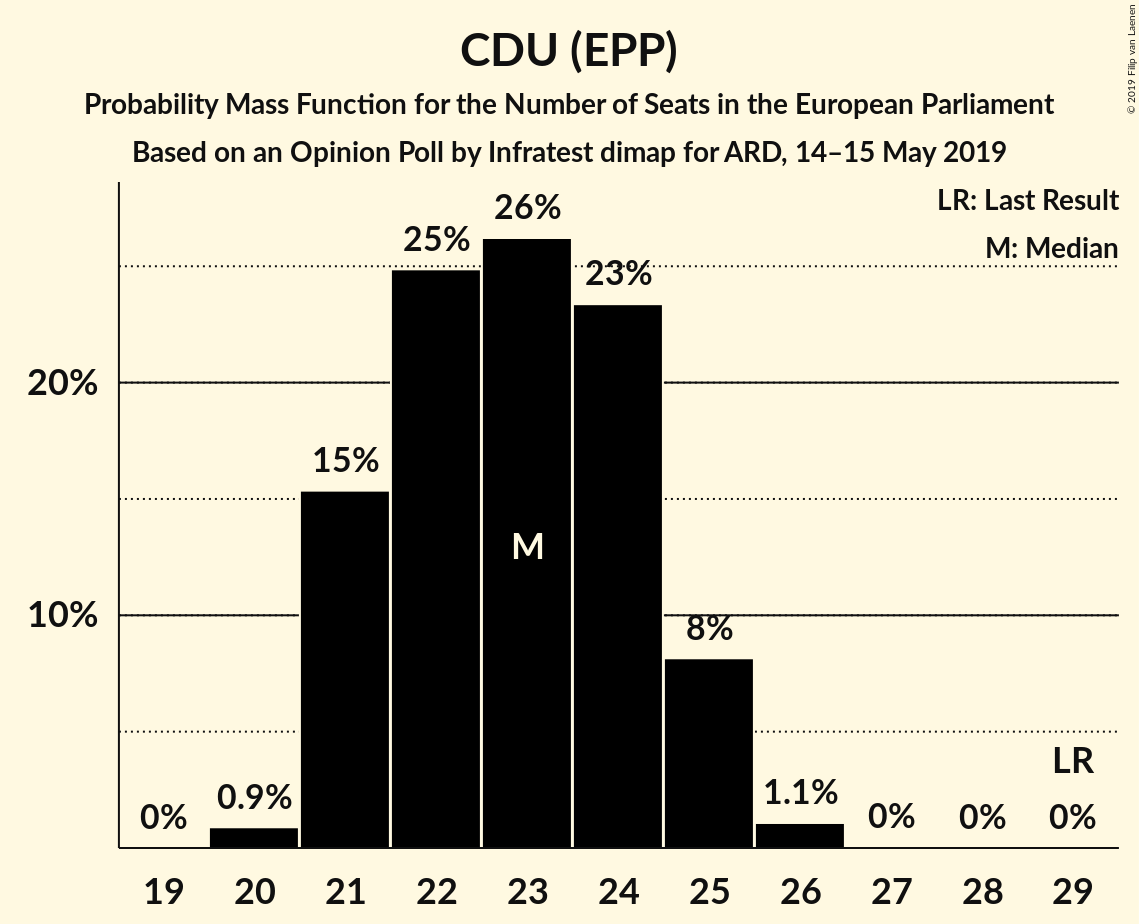 CDU (EPP)
Probability Mass Function for the Number of Seats in the European Parliament
Based on an Opinion Poll by Infratest dimap for ARD, 14–15 May 2019
© 2019 Filip van Laenen
LR: Last Result
M: Median
26%
25%
23%
20%
15%
M
10%
8%
LR
0% 0.9% 1.1% 0% 0% 0%
19 20 21 22 23 24 25 26 27 28 29